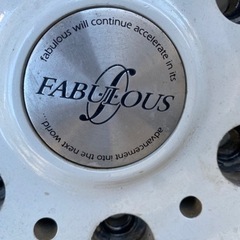 fabulous will continue accelerate in its
FABULOUS
advancement into the next world...